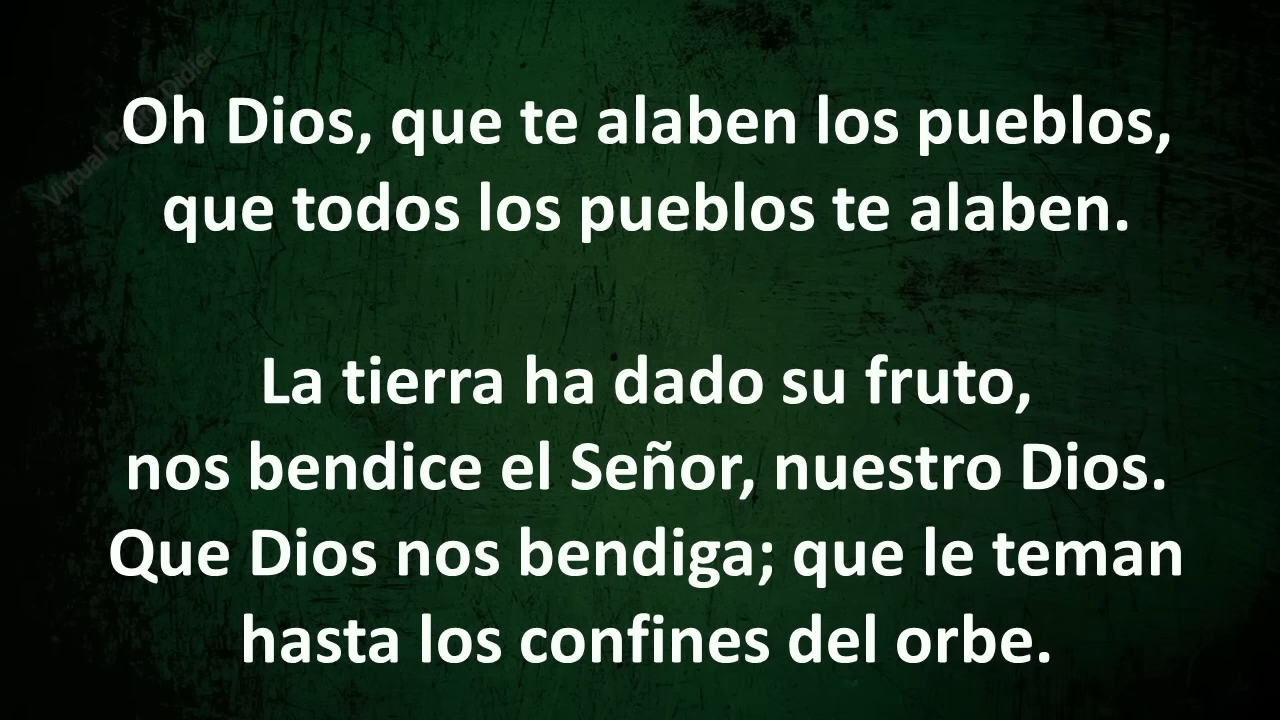 Oh Dios, que te alaben los pueblos,
que todos los pueblos te alaben.
La tierra ha dado su fruto,
nos bendice el Señor, nuestro Dios.
Que Dios nos bendiga; que le teman
hasta los confines del orbe.